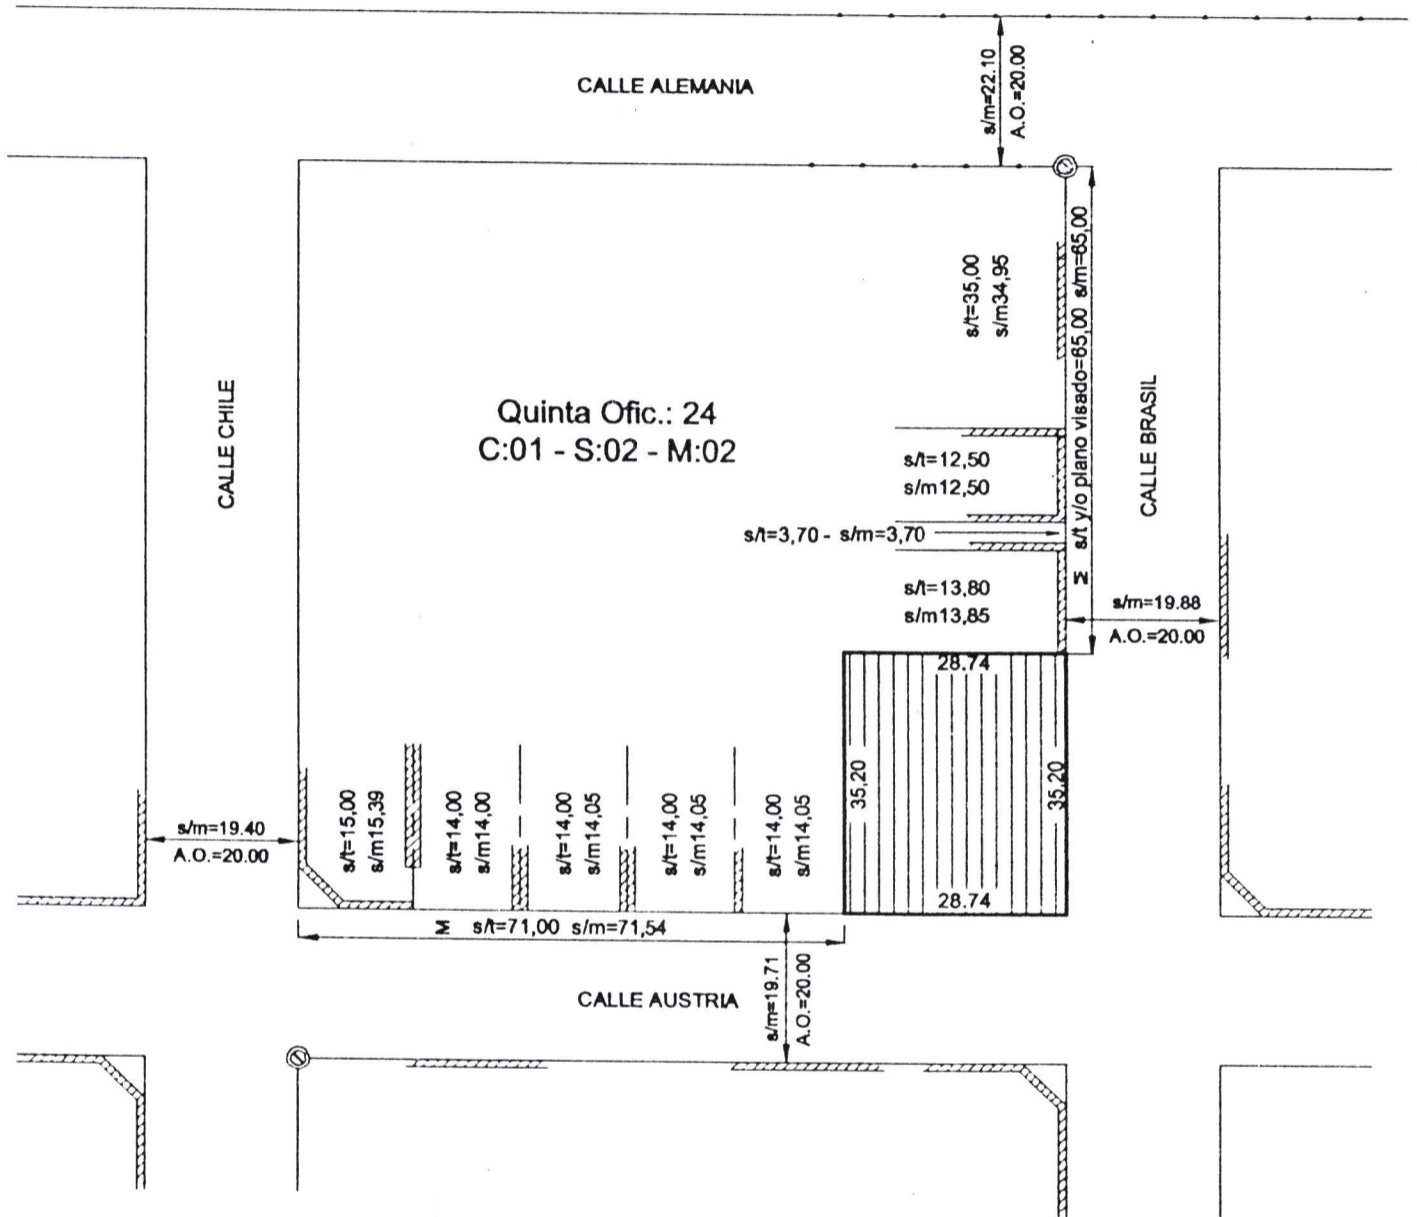 CALLE ALEMANIA
s/m=22.10
A.O.=20.00
CALLE CHILE
Quinta Ofic.: 24
C:01 - S:02 - M:02
s/t=35,00
s/m34,95
s/t y/o plano visado=65,00 s/m=65,00
Σ
CALLE BRASIL
s/t=12,50
s/m12,50
s/t=3,70 - s/m=3,70
s/t=13,80
s/m13,85
s/m=19.88
A.O.=20.00
28.74
35,20
35,20
28.74
s/m=19.40
A.O.=20.00
s/t=15,00
s/m15,39
s/t=14,00
s/m14,00
s/t=14,00
s/m14,05
s/t=14,00
s/m14,05
s/t=14,00
s/m14,05
Σ s/t=71,00 s/m=71,54
s/m=19.71
A.O.=20.00
CALLE AUSTRIA